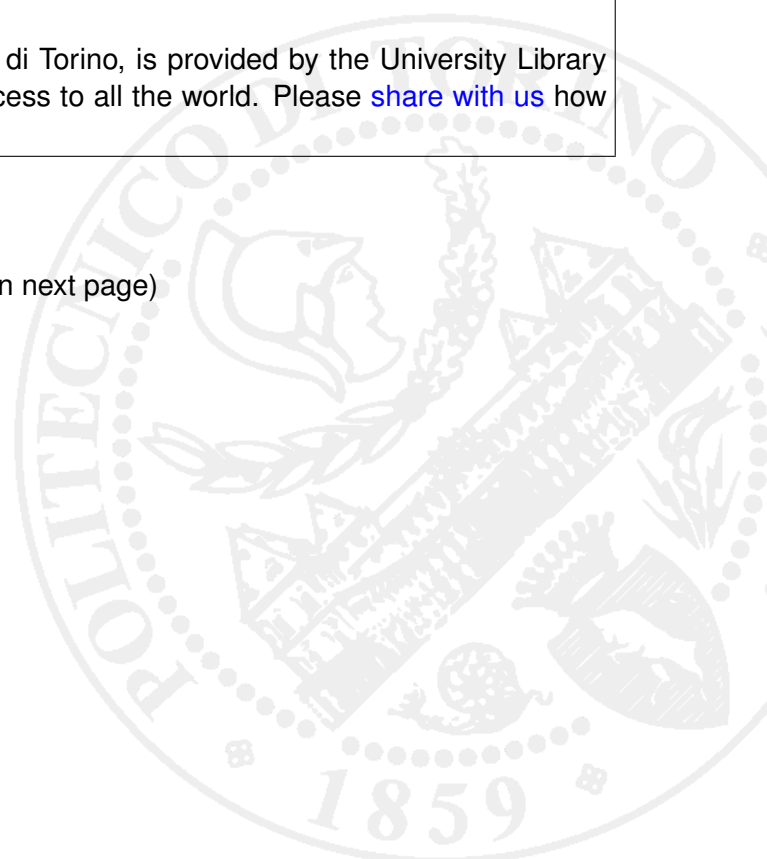 di Torino, is provided by the University Library
cess to all the world. Please share with us how
n next page)
POLITECNICO DI TORINO
1859